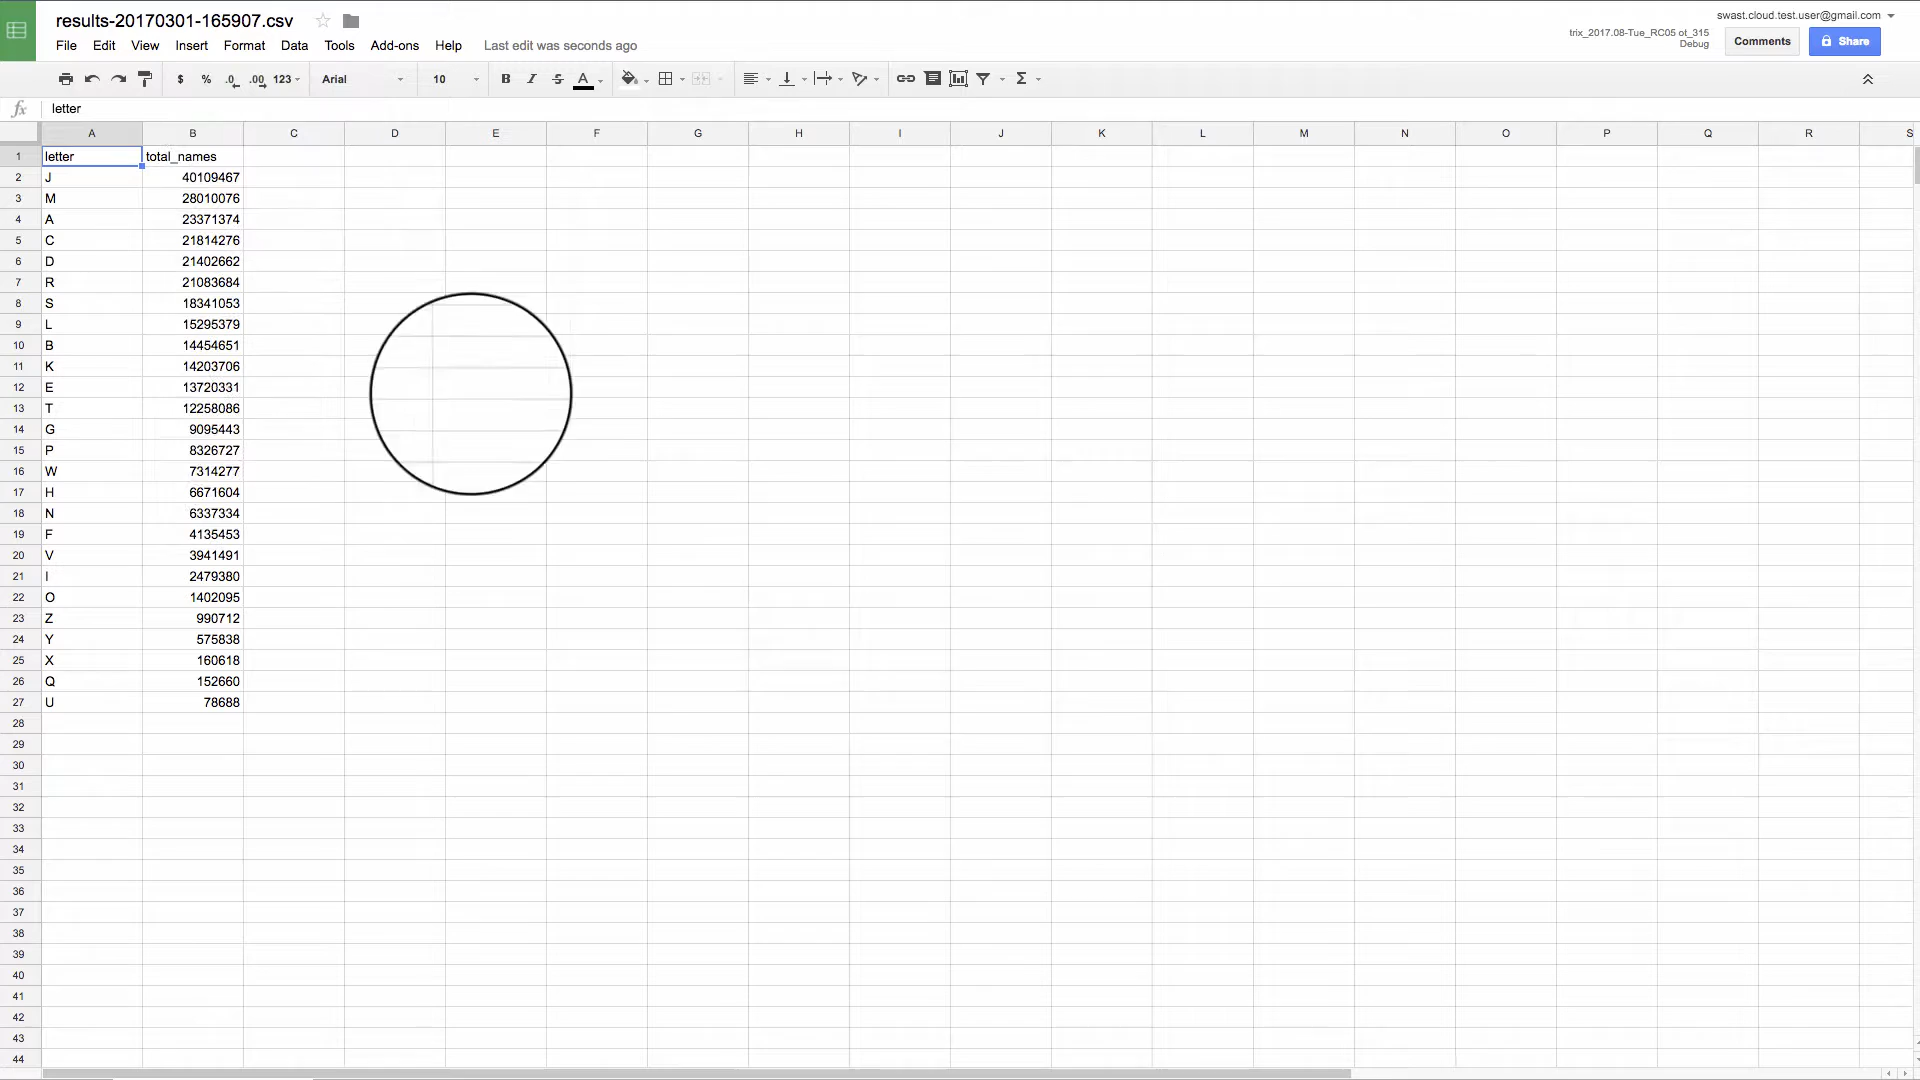 results-20170301-165907.csv
swast.cloud.test.user@gmail.com
File Edit View Insert Format Data Tools Add-ons Help Last edit was seconds ago
trix_2017.08-Tue_RC05 ot_315
Debug
Comments
Share
$ % .0 .00 123 Arial 10 B I S A Σ
fx letter
A B C D E F G H I J K L M N O P Q R S
1 letter total_names
2 J 40109467
3 M 28010076
4 A 23371374
5 C 21814276
6 D 21402662
7 R 21083684
8 S 18341053
9 L 15295379
10 B 14454651
11 K 14203706
12 E 13720331
13 T 12258086
14 G 9095443
15 P 8326727
16 W 7314277
17 H 6671604
18 N 6337334
19 F 4135453
20 V 3941491
21 I 2479380
22 O 1402095
23 Z 990712
24 Y 575838
25 X 160618
26 Q 152660
27 U 78688
28
29
30
31
32
33
34
35
36
37
38
39
40
41
42
43
44